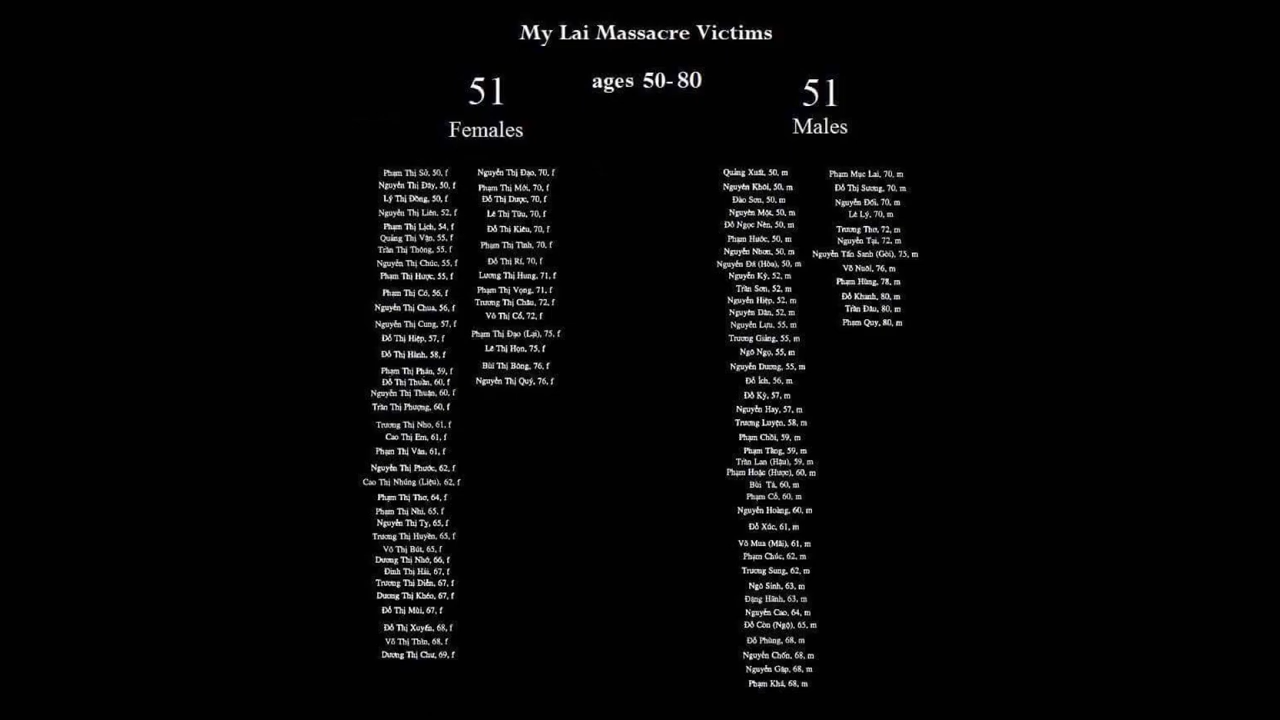 My Lai Massacre Victims
ages 50-80
51
Females
Phạm Thị Sở, 50, f
Nguyễn Thị Đây, 50, f
Lý Thị Đồng, 50, f
Nguyễn Thị Liên, 52, f
Phạm Thị Lịch, 54, f
Quảng Thị Vận, 55, f
Trần Thị Thông, 55, f
Nguyễn Thị Chúc, 55, f
Phạm Thị Hược, 55, f
Phạm Thị Có, 56, f
Nguyễn Thị Chua, 56, f
Nguyễn Thị Cung, 57, f
Đỗ Thị Hiệp, 57, f
Đỗ Thị Hành, 58, f
Phạm Thị Phán, 59, f
Đỗ Thị Thuần, 60, f
Nguyễn Thị Thuận, 60, f
Trần Thị Phượng, 60, f
Trương Thị Nho, 61, f
Cao Thị Em, 61, f
Phạm Thị Vân, 61, f
Nguyễn Thị Phước, 62, f
Cao Thị Nhúng (Liệu), 62, f
Phạm Thị Thơ, 64, f
Phạm Thị Nhi, 65, f
Nguyễn Thị Tỵ, 65, f
Trương Thị Huyền, 65, f
Võ Thị Bút, 65, f
Dương Thị Nhở, 66, f
Đinh Thị Hải, 67, f
Trương Thị Diễn, 67, f
Dương Thị Khéo, 67, f
Đỗ Thị Mùi, 67, f
Đỗ Thị Xuyến, 68, f
Võ Thị Thìn, 68, f
Dương Thị Chư, 69, f
Nguyễn Thị Đạo, 70, f
Phạm Thị Mới, 70, f
Đỗ Thị Dược, 70, f
Lê Thị Tửu, 70, f
Đỗ Thị Kiêu, 70, f
Phạm Thị Tình, 70, f
Đỗ Thị Rí, 70, f
Lương Thị Hung, 71, f
Phạm Thị Vọng, 71, f
Trương Thị Châu, 72, f
Võ Thị Cổ, 72, f
Phạm Thị Đạo (Lại), 75, f
Lê Thị Họn, 75, f
Bùi Thị Bông, 76, f
Nguyễn Thị Quý, 76, f
51
Males
Quảng Xuất, 50, m
Nguyễn Khôi, 50, m
Đào Sơn, 50, m
Nguyễn Một, 50, m
Đỗ Ngọc Nên, 50, m
Phạm Hước, 50, m
Nguyễn Nhơn, 50, m
Nguyễn Đá (Hòa), 50, m
Nguyễn Kỳ, 52, m
Trần Sơn, 52, m
Nguyễn Hiệp, 52, m
Nguyễn Dân, 52, m
Nguyễn Lựu, 55, m
Trương Giảng, 55, m
Ngô Ngọ, 55, m
Nguyễn Dương, 55, m
Đỗ Ích, 56, m
Đỗ Kỳ, 57, m
Nguyễn Hay, 57, m
Trương Luyện, 58, m
Phạm Chồi, 59, m
Phạm Tăng, 59, m
Trần Lan (Hậu), 59, m
Phạm Hoặc (Hược), 60, m
Bùi Tá, 60, m
Phạm Cổ, 60, m
Nguyễn Hoàng, 60, m
Đỗ Xúc, 61, m
Võ Mua (Mãi), 61, m
Phạm Chúc, 62, m
Trương Sung, 62, m
Ngô Sinh, 63, m
Đặng Hành, 63, m
Nguyễn Cao, 64, m
Đỗ Còn (Ngộ), 65, m
Đỗ Phùng, 68, m
Nguyễn Chốn, 68, m
Nguyễn Gập, 68, m
Phạm Khá, 68, m
Phạm Mục Lai, 70, m
Đỗ Thị Sương, 70, m
Nguyễn Đối, 70, m
Lê Lý, 70, m
Trương Thơ, 72, m
Nguyễn Tại, 72, m
Nguyễn Tấn Sanh (Gòi), 75, m
Võ Nuôi, 76, m
Phạm Hùng, 78, m
Đỗ Khanh, 80, m
Trần Đâu, 80, m
Phạm Quy, 80, m